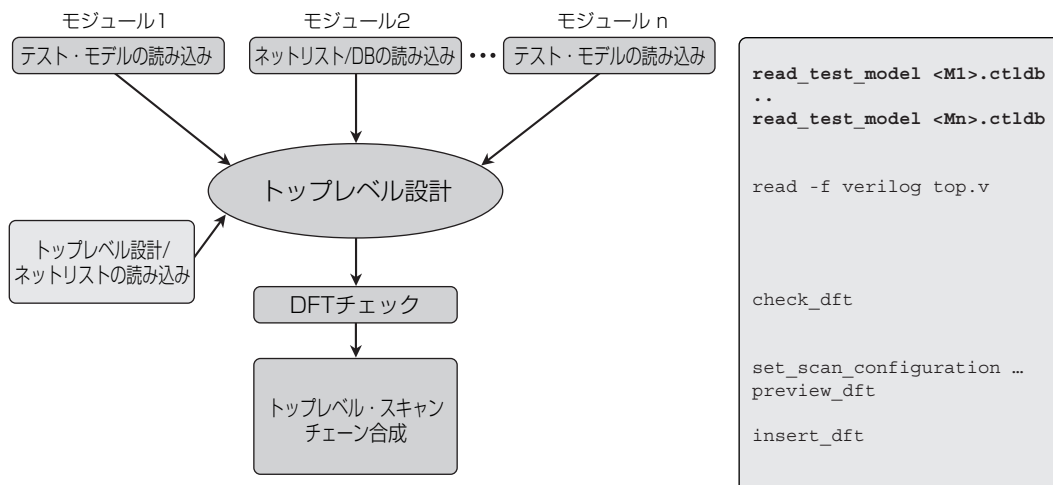 モジュール1
モジュール2
モジュール n
テスト・モデルの読み込み
ネットリスト/DBの読み込み
•••
テスト・モデルの読み込み
トップレベル設計
トップレベル設計/
ネットリストの読み込み
DFTチェック
トップレベル・スキャン
チェーン合成
read_test_model <M1>.ctldb
..
read_test_model <Mn>.ctldb
read -f verilog top.v
check_dft
set_scan_configuration …
preview_dft
insert_dft